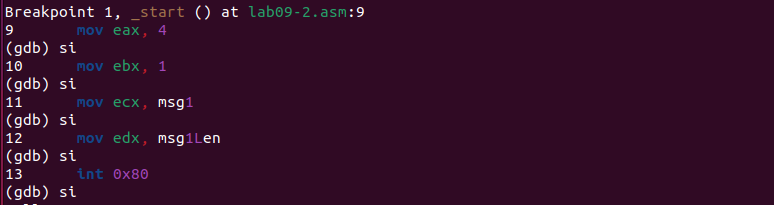 Breakpoint 1, _start () at lab09-2.asm:9
9       mov eax, 4
(gdb) si
10      mov ebx, 1
(gdb) si
11      mov ecx, msg1
(gdb) si
12      mov edx, msg1Len
(gdb) si
13      int 0x80
(gdb) si